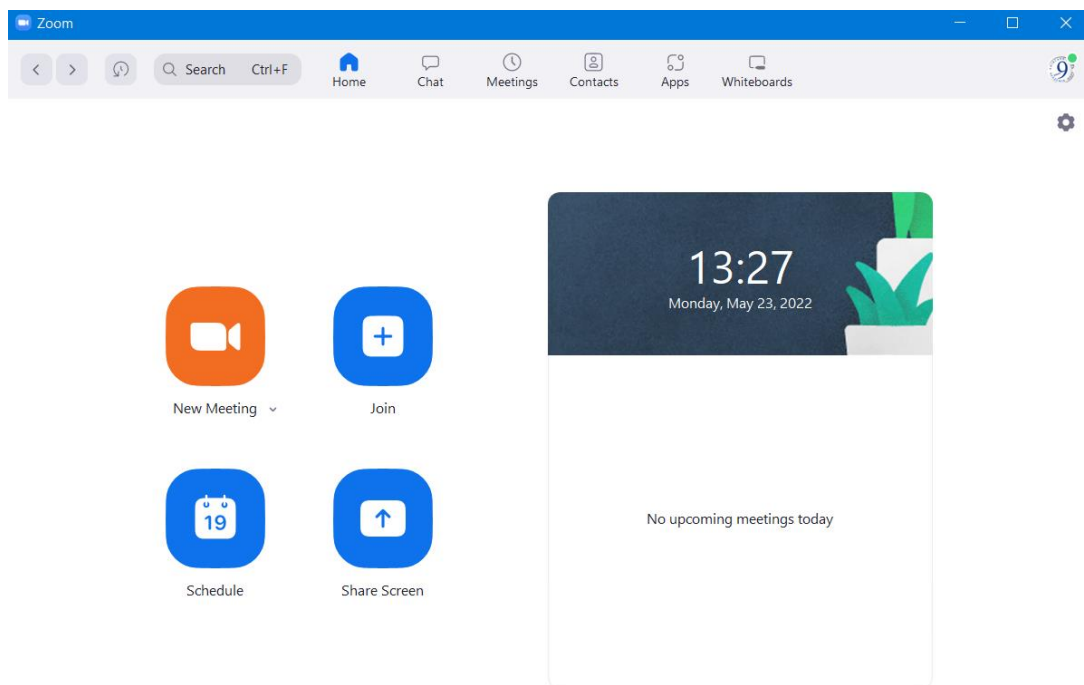 Zoom
Search Ctrl+F
Home
Chat
Meetings
Contacts
Apps
Whiteboards
9
13:27
Monday, May 23, 2022
New Meeting
Join
19
Schedule
Share Screen
No upcoming meetings today